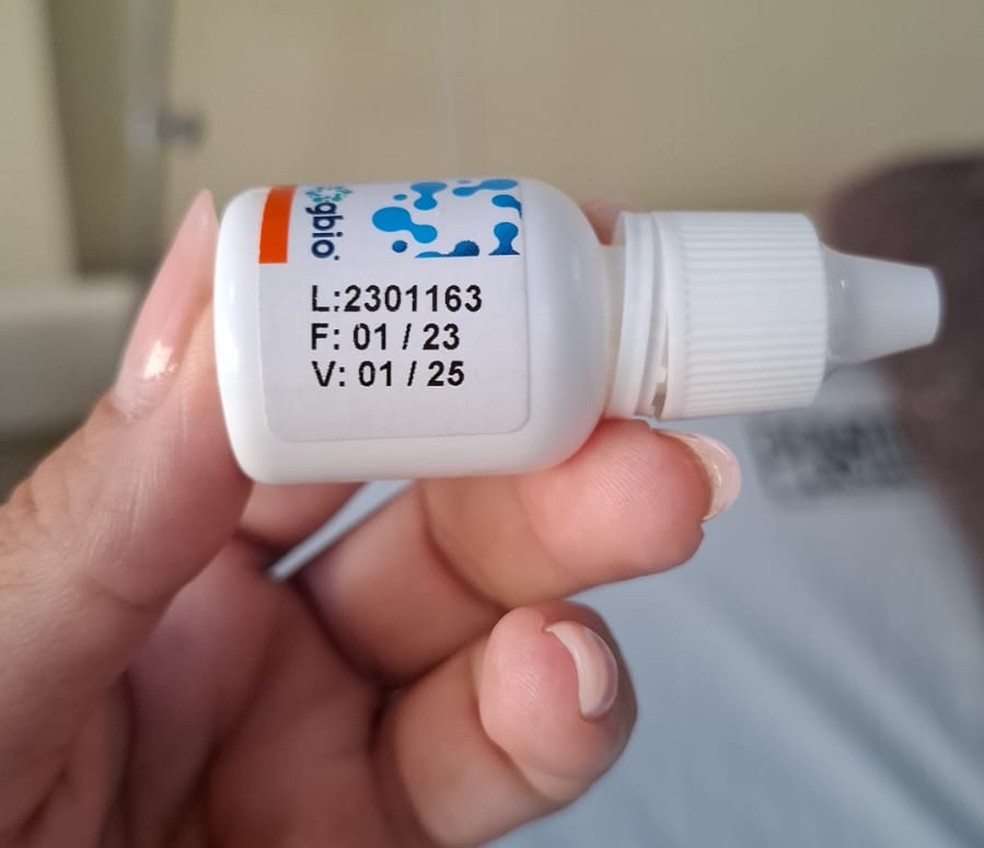 gbio
L:2301163
F: 01 / 23
V: 01 / 25